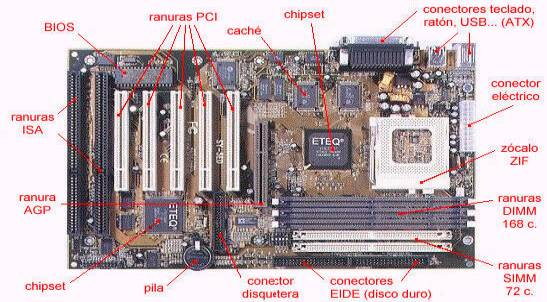 ranuras PCI
chipset
conectores teclado,
ratón, USB... (ATX)
BIOS
caché
conector
eléctrico
ranuras
ISA
ETEQ
ETEQ
zócalo
ZIF
ranura
AGP
ranuras
DIMM
168 c.
chipset
pila
conector
disquetera
conectores
EIDE (disco duro)
ranuras
SIMM
72 c.